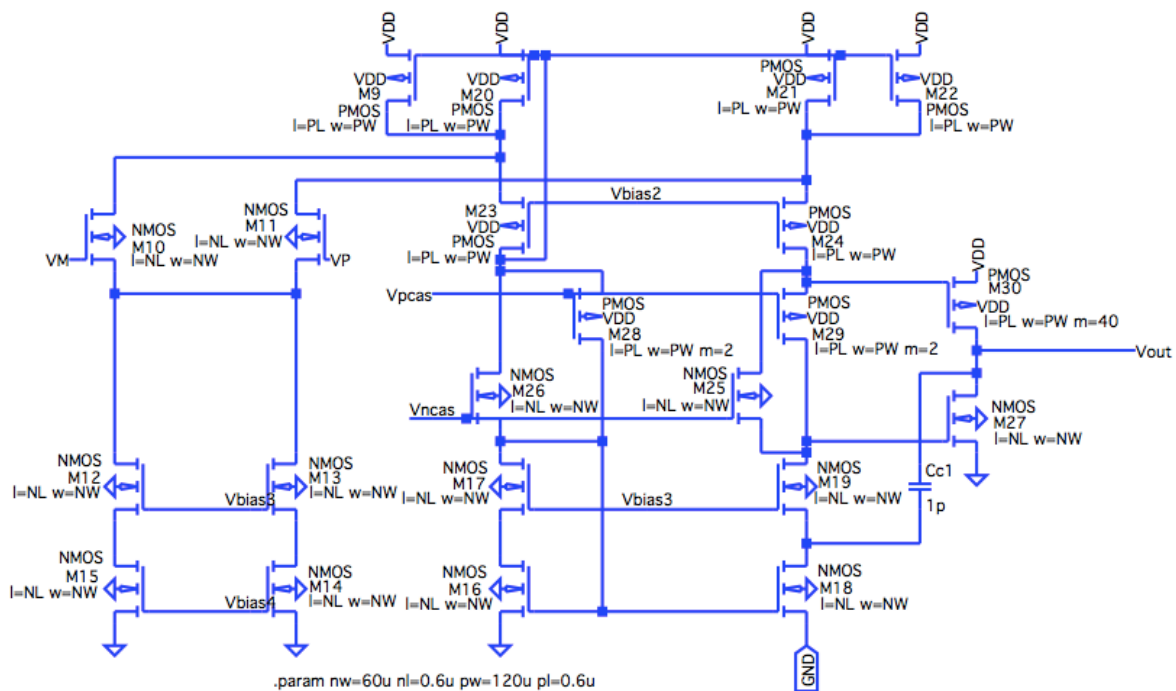 VDD
VDD
VDD
VDD
VDD
M9
PMOS
l=PL w=PW
VDD
M20
PMOS
l=PL w=PW
PMOS
VDD
M21
l=PL w=PW
VDD
M22
PMOS
l=PL w=PW
Vbias2
NMOS
M10
l=NL w=NW
VM
NMOS
M11
l=NL w=NW
VP
M23
VDD
PMOS
l=PL w=PW
PMOS
VDD
M24
l=PL w=PW
VDD
PMOS
M30
VDD
l=PL w=PW m=40
Vpcas
PMOS
VDD
M28
l=PL w=PW m=2
PMOS
VDD
M29
l=PL w=PW m=2
Vout
NMOS
M26
l=NL w=NW
NMOS
M25
l=NL w=NW
Vncas
NMOS
M27
l=NL w=NW
NMOS
M12
l=NL w=NW
Vbias3
NMOS
M13
l=NL w=NW
NMOS
M17
l=NL w=NW
Vbias3
NMOS
M19
l=NL w=NW
Cc1
1p
NMOS
M15
l=NL w=NW
Vbias4
NMOS
M14
l=NL w=NW
NMOS
M16
l=NL w=NW
NMOS
M18
l=NL w=NW
GND
.param nw=60u nl=0.6u pw=120u pl=0.6u